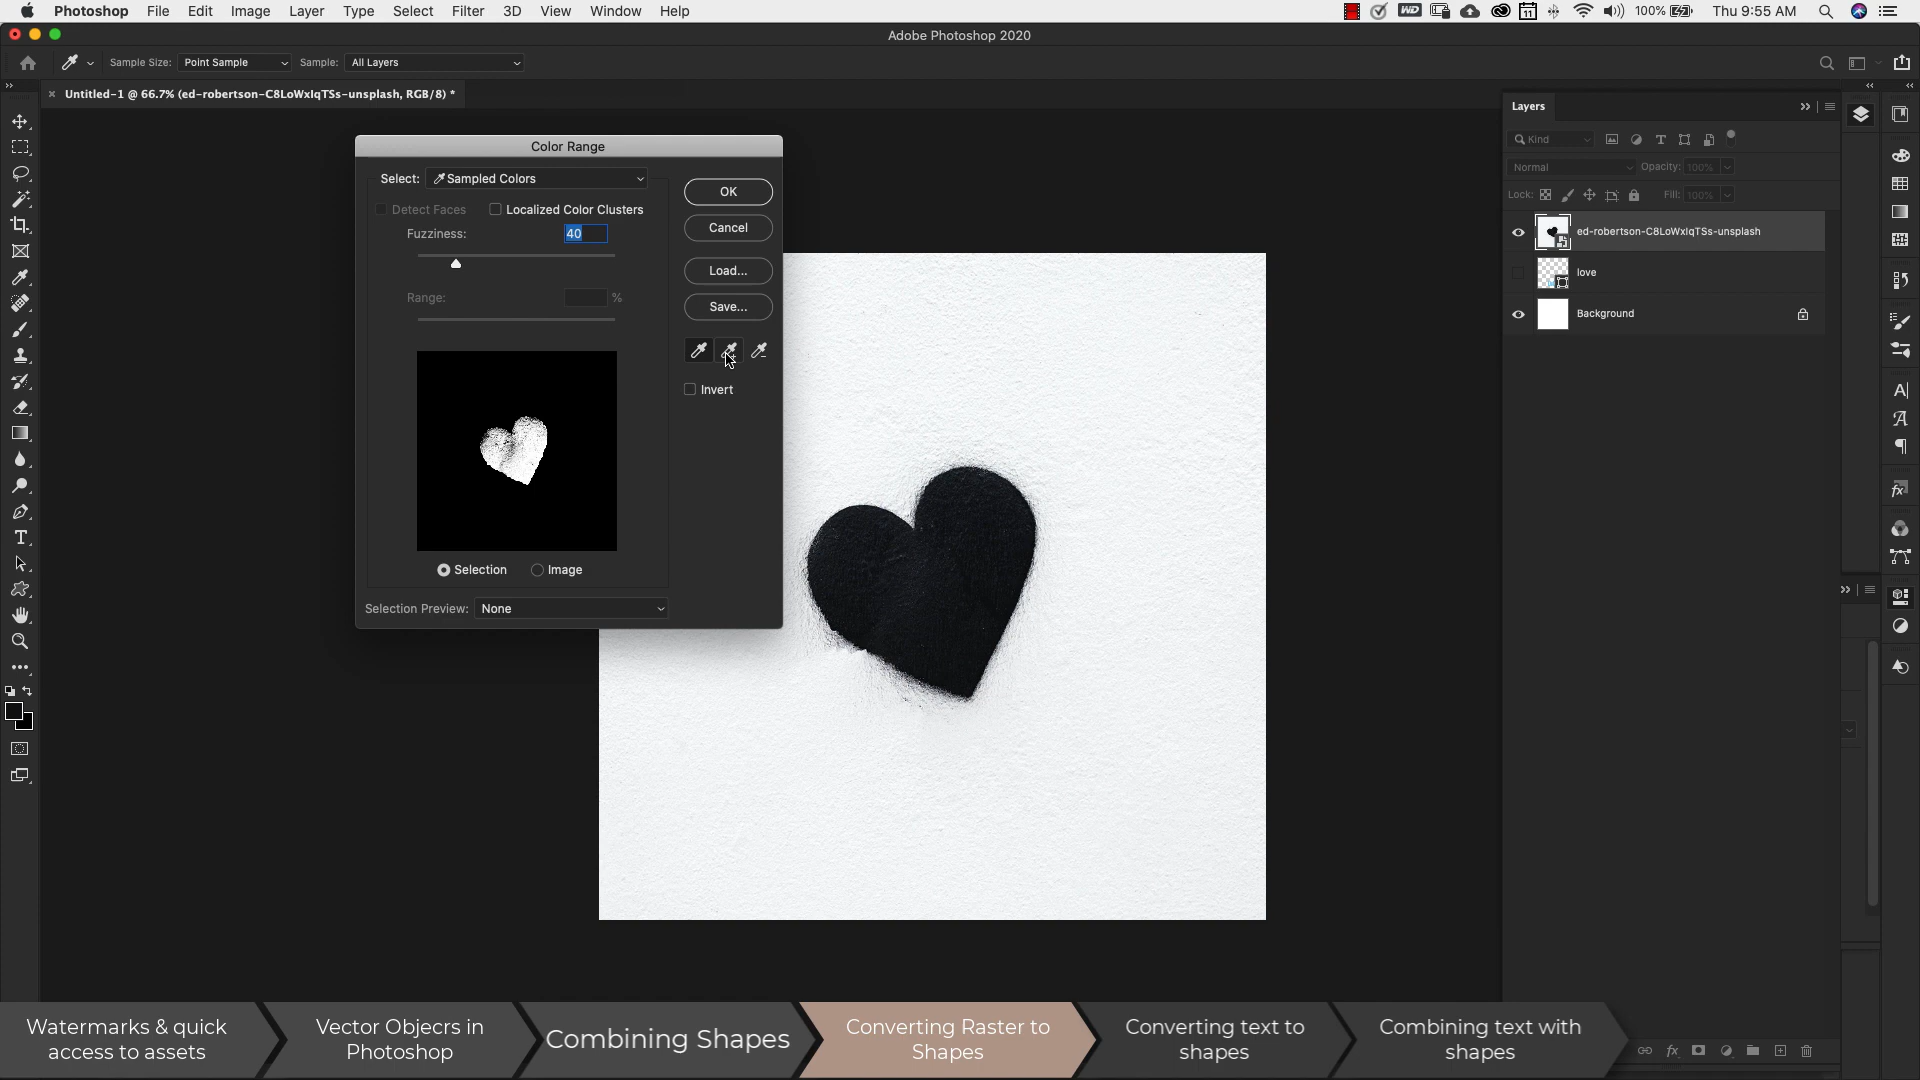 Photoshop File Edit Image Layer Type Select Filter 3D View Window Help 100% Thu 9:55 AM
Adobe Photoshop 2020
Sample Size: Point Sample Sample: All Layers
Untitled-1 @ 66.7% (ed-robertson-C8LoWxIqTSs-unsplash, RGB/8) *
Layers
Color Range
Select: Sampled Colors
OK
Detect Faces Localized Color Clusters
Fuzziness: 40
Cancel
Load...
Range: %
Save...
Invert
Selection Image
Selection Preview: None
Kind
Normal Opacity: 100%
Lock: Fill: 100%
ed-robertson-C8LoWxIqTSs-unsplash
love
Background
Watermarks & quick
access to assets
Vector Objecrs in
Photoshop
Combining Shapes
Converting Raster to
Shapes
Converting text to
shapes
Combining text with
shapes